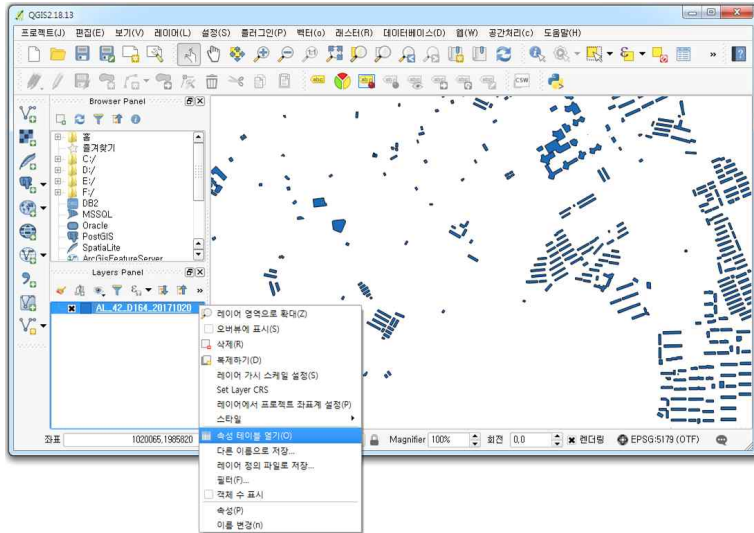 QGIS2.18.13
프로젝트(J) 편집(E) 보기(V) 레이어(L) 설정(S) 플러그인(P) 벡터(o) 래스터(R) 데이터베이스(D) 웹(W) 공간처리(c) 도움말(H)
abc
CSW
Browser Panel
홈
즐겨찾기
C:/
D:/
E:/
F:/
DB2
MSSQL
Oracle
PostGIS
SpatiaLite
ArcGisFeatureServer
Layers Panel
AL_42_D164_20171020
레이어 영역으로 확대(Z)
오버뷰에 표시(S)
삭제(R)
복제하기(D)
레이어 가시 스케일 설정(S)
Set Layer CRS
레이어에서 프로젝트 좌표계 설정(P)
스타일
속성 테이블 열기(O)
다른 이름으로 저장...
레이어 정의 파일로 저장...
필터(F)...
객체 수 표시
속성(P)
이름 변경(n)
좌표 1020065,1985820 Magnifier 100% 회전 0,0 렌더링 EPSG:5179 (OTF)